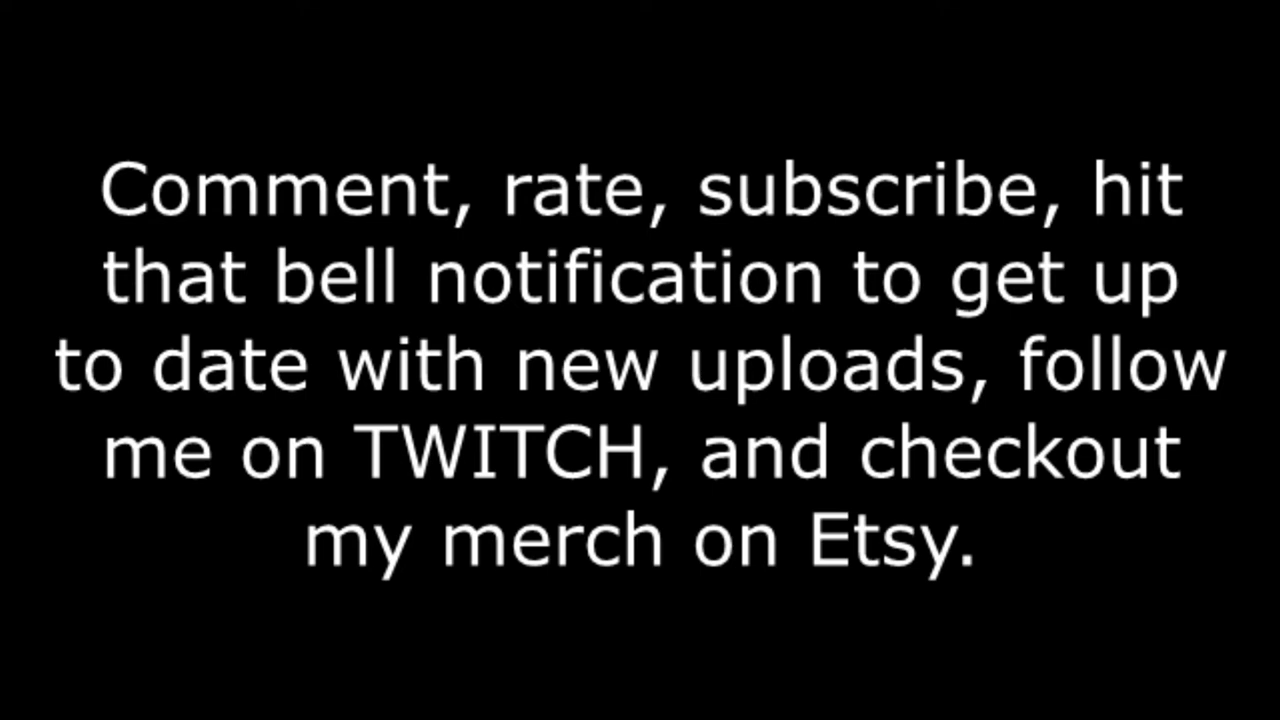 Comment, rate, subscribe, hit
that bell notification to get up
to date with new uploads, follow
me on TWITCH, and checkout
my merch on Etsy.